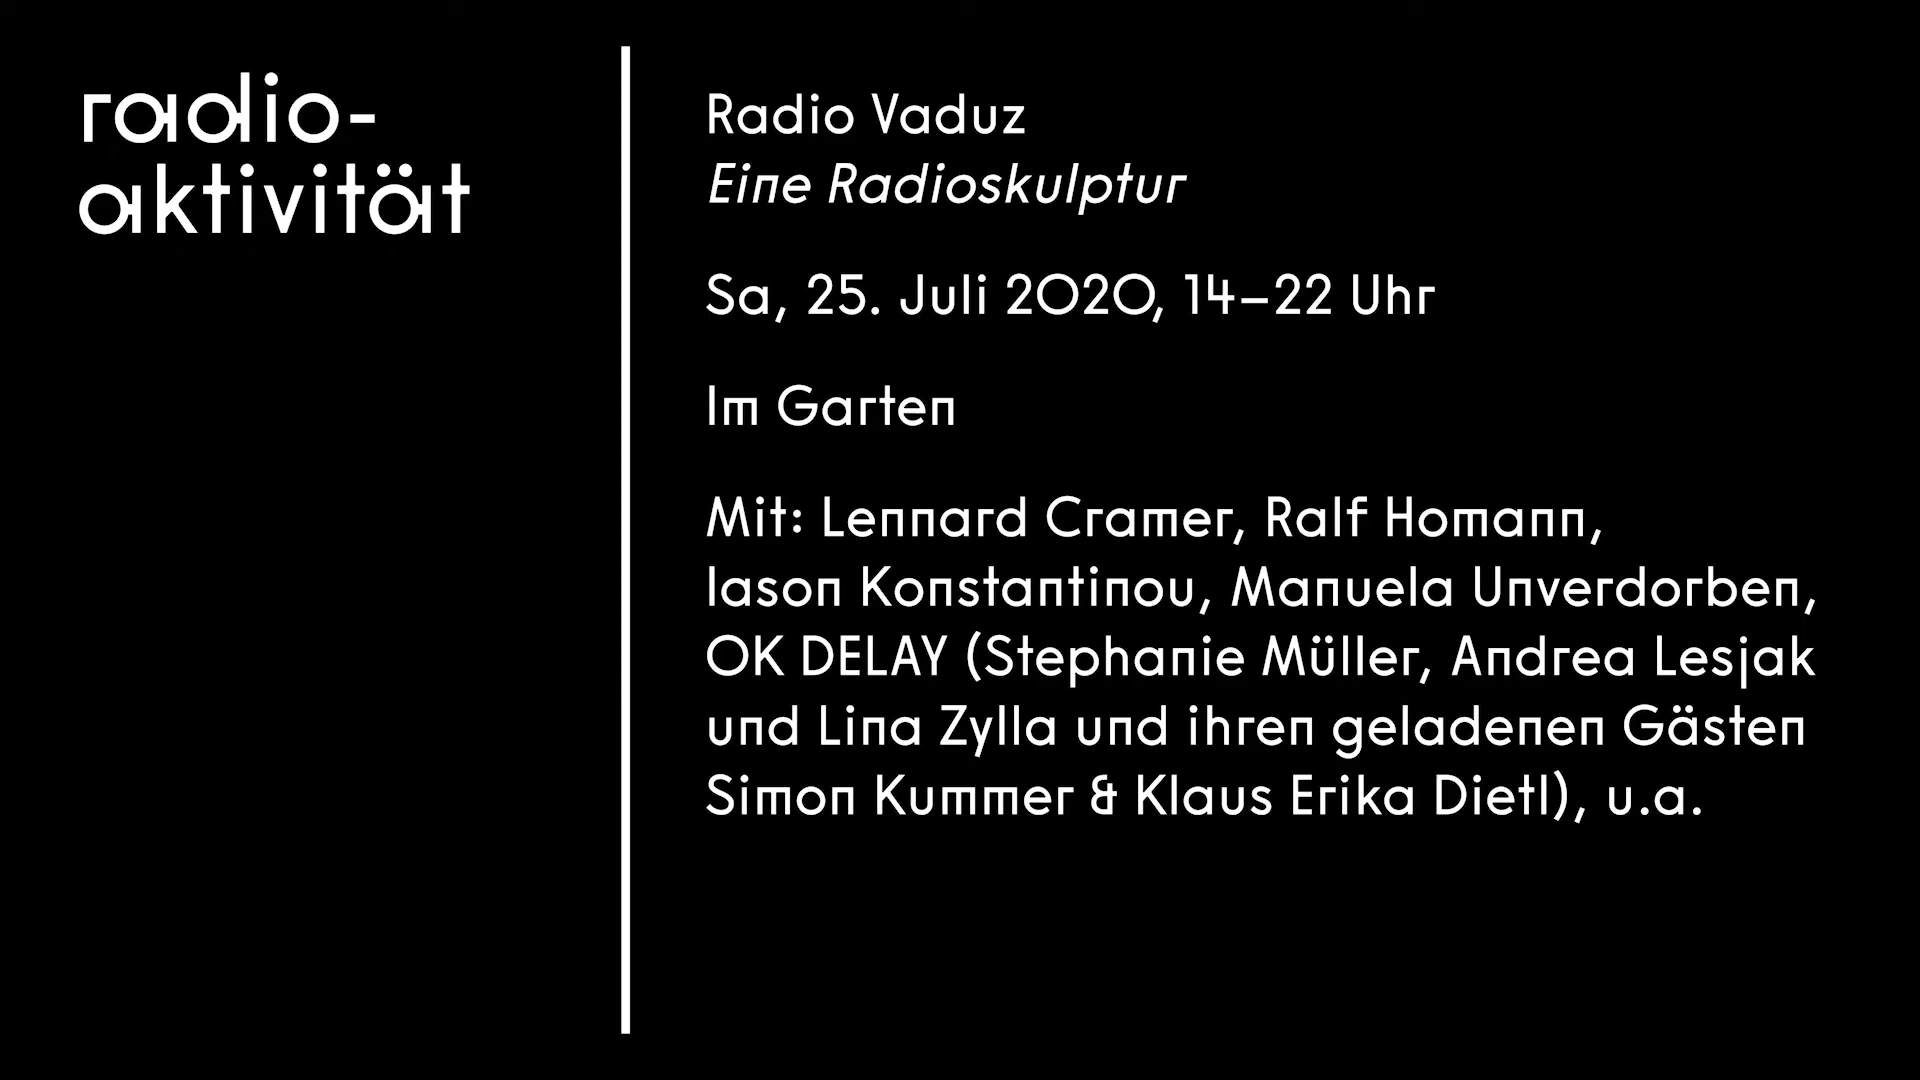 radio-
aktivität
Radio Vaduz
Eine Radioskulptur
Sa, 25. Juli 2020, 14–22 Uhr
Im Garten
Mit: Lennard Cramer, Ralf Homann,
Iason Konstantinou, Manuela Unverdorben,
OK DELAY (Stephanie Müller, Andrea Lesjak
und Lina Zylla und ihren geladenen Gästen
Simon Kummer & Klaus Erika Dietl), u.a.